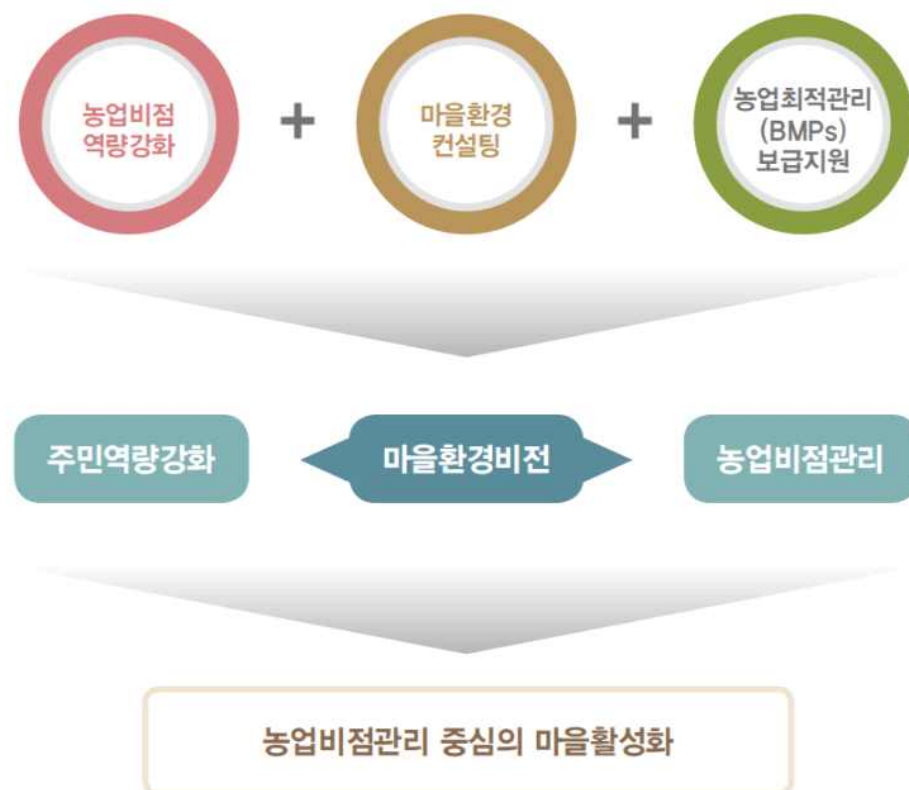 농업비점
역량강화
+
마을환경
컨설팅
+
농업최적관리
(BMPs)
보급지원
주민역량강화
마을환경비전
농업비점관리
농업비점관리 중심의 마을활성화